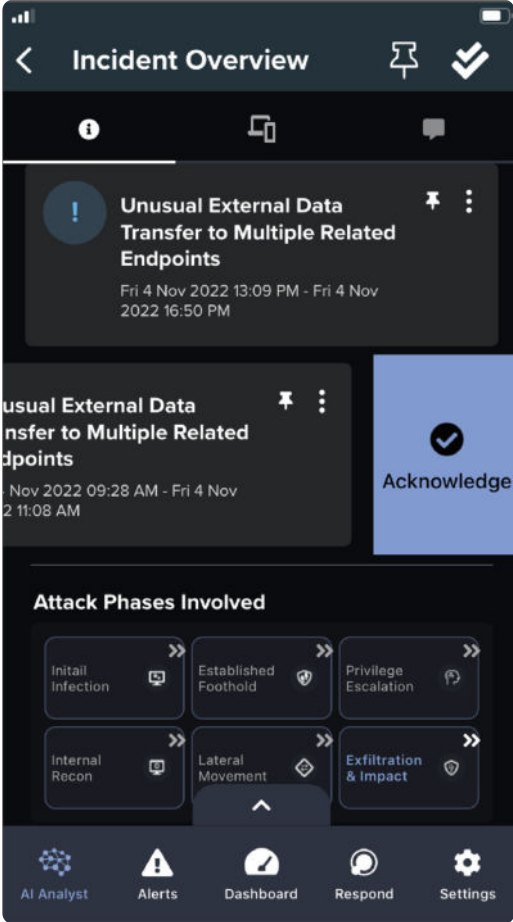 Incident Overview
Unusual External Data
Transfer to Multiple Related
Endpoints
Fri 4 Nov 2022 13:09 PM - Fri 4 Nov
2022 16:50 PM
usual External Data
nsfer to Multiple Related
dpoints
Nov 2022 09:28 AM - Fri 4 Nov
2 11:08 AM
Acknowledge
Attack Phases Involved
Initail
Infection
Established
Foothold
Privilege
Escalation
Internal
Recon
Lateral
Movement
Exfiltration
& Impact
AI Analyst
Alerts
Dashboard
Respond
Settings